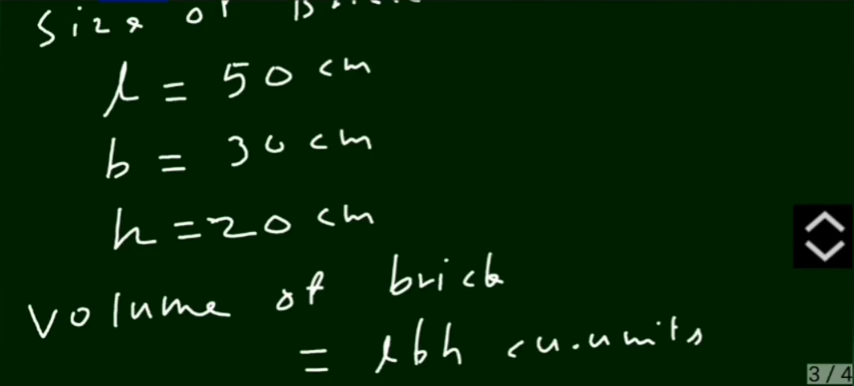 Size of
l = 50 cm
b = 30 cm
h = 20 cm
Volume of brick
= lbh cu.units
3 / 4